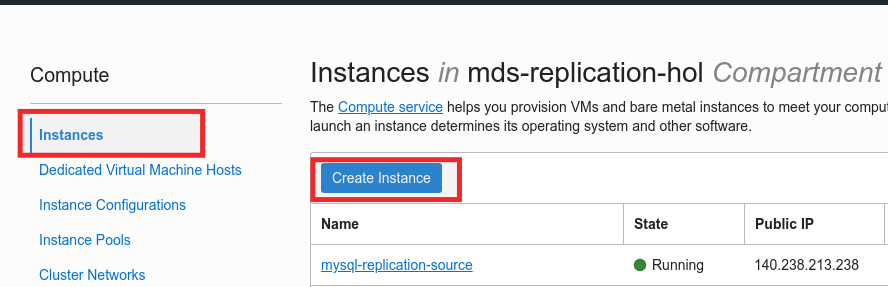 Compute
Instances
Dedicated Virtual Machine Hosts
Instance Configurations
Instance Pools
Cluster Networks
Instances in mds-replication-hol Compartment
The Compute service helps you provision VMs and bare metal instances to meet your
launch an instance determines its operating system and other software.
Create Instance
Name State Public IP
mysql-replication-source Running 140.238.213.238